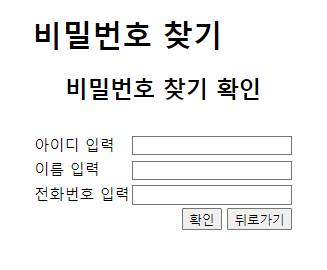 비밀번호 찾기
비밀번호 찾기 확인
아이디 입력
이름 입력
전화번호 입력
확인 뒤로가기